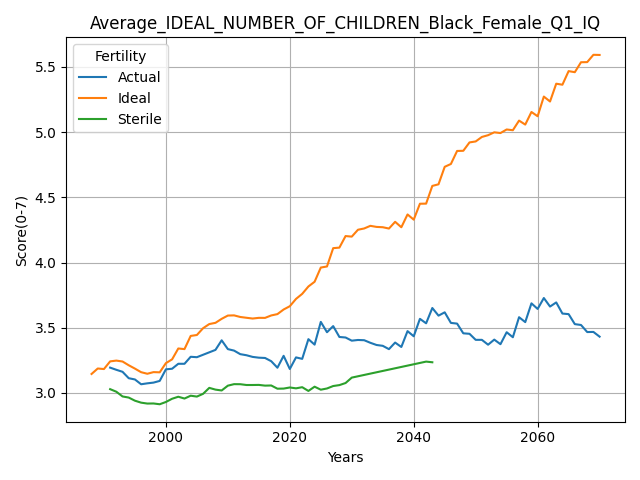 Average_IDEAL_NUMBER_OF_CHILDREN_Black_Female_Q1_IQ
Fertility
Actual
Ideal
Sterile
5.5
5.0
4.5
4.0
3.5
3.0
Score(0-7)
2000
2020
2040
2060
Years